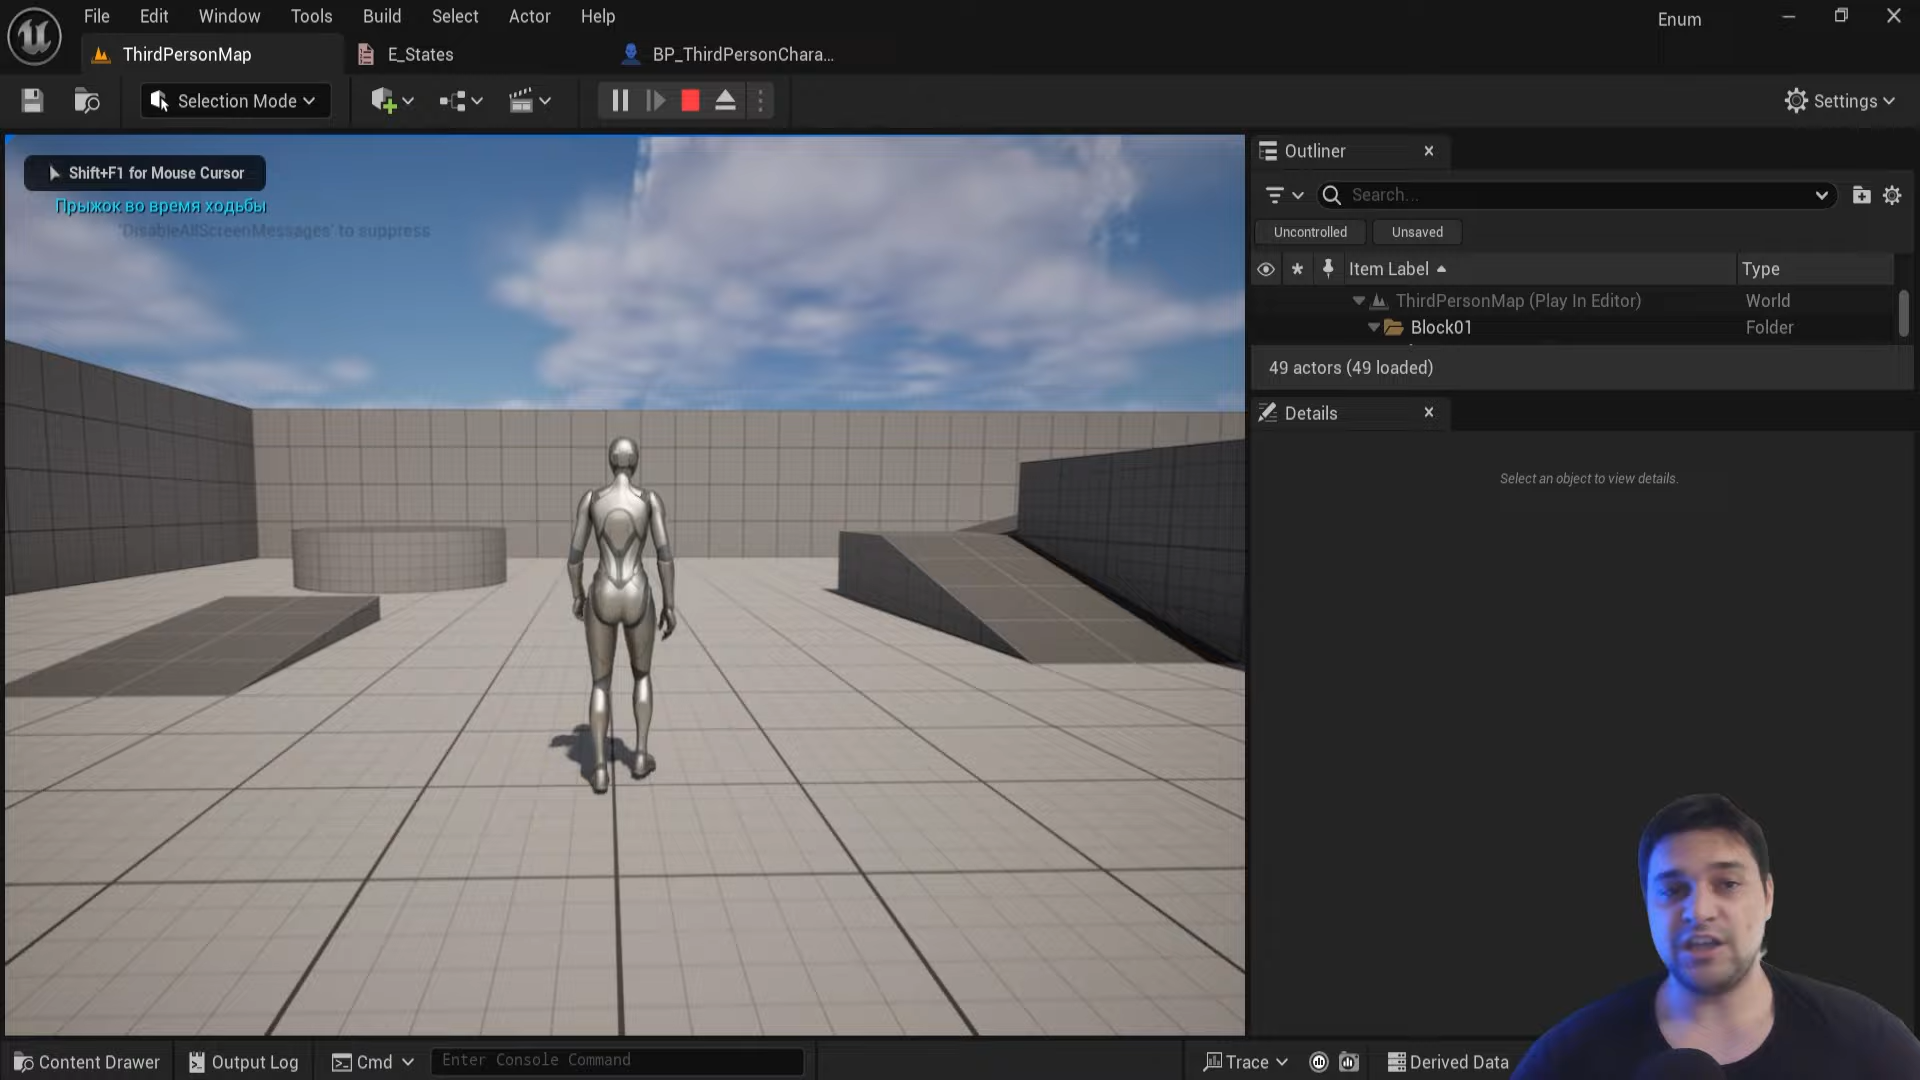 File Edit Window Tools Build Select Actor Help
Enum
ThirdPersonMap
E_States
BP_ThirdPersonChara...
Selection Mode
Settings
Shift+F1 for Mouse Cursor
Прыжок во время ходьбы
'DisableAllScreenMessages' to suppress
Outliner
Search...
Uncontrolled
Unsaved
Item Label
Type
ThirdPersonMap (Play In Editor)
World
Block01
Folder
49 actors (49 loaded)
Details
Select an object to view details.
Content Drawer
Output Log
Cmd
Enter Console Command
Trace
Derived Data